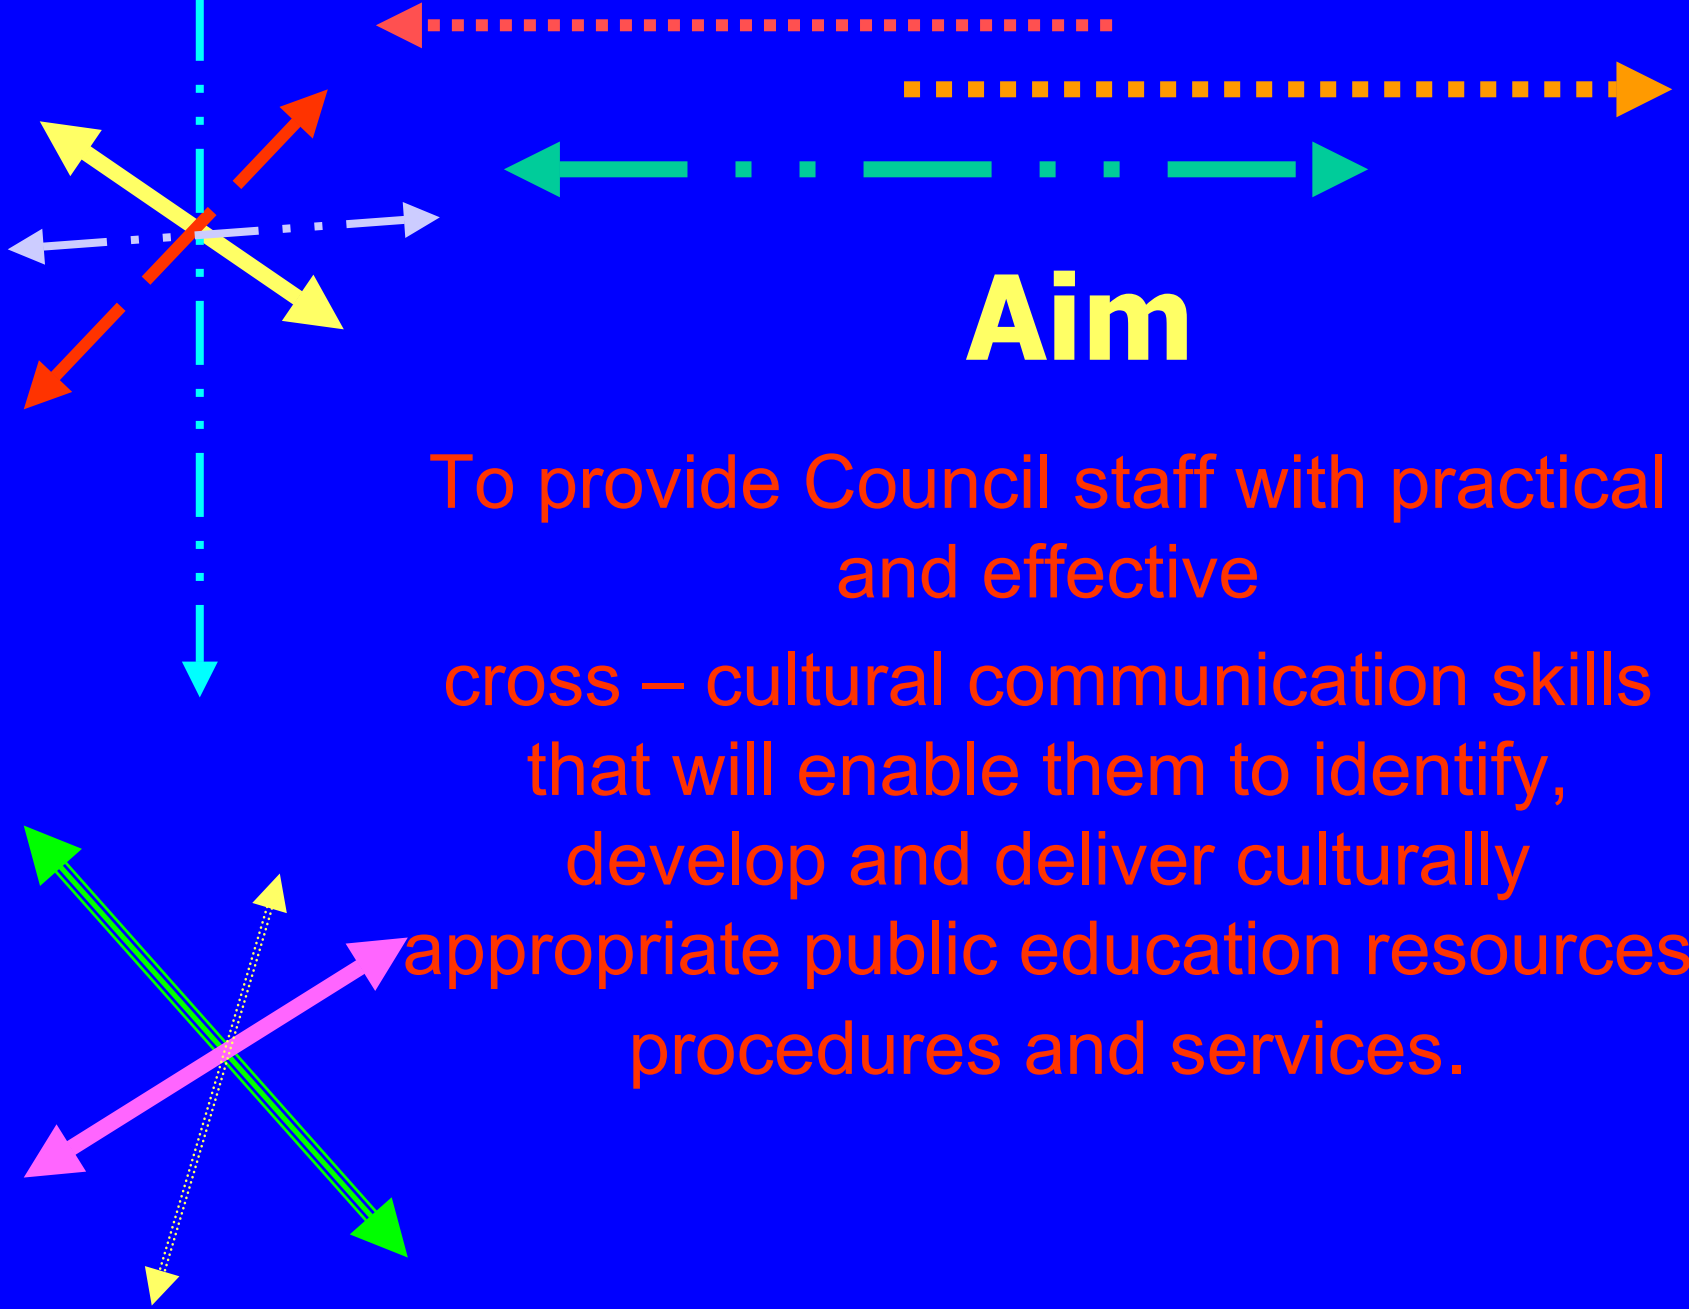 Aim
To provide Council staff with practical
and effective
cross – cultural communication skills
that will enable them to identify,
develop and deliver culturally
appropriate public education resources
procedures and services.